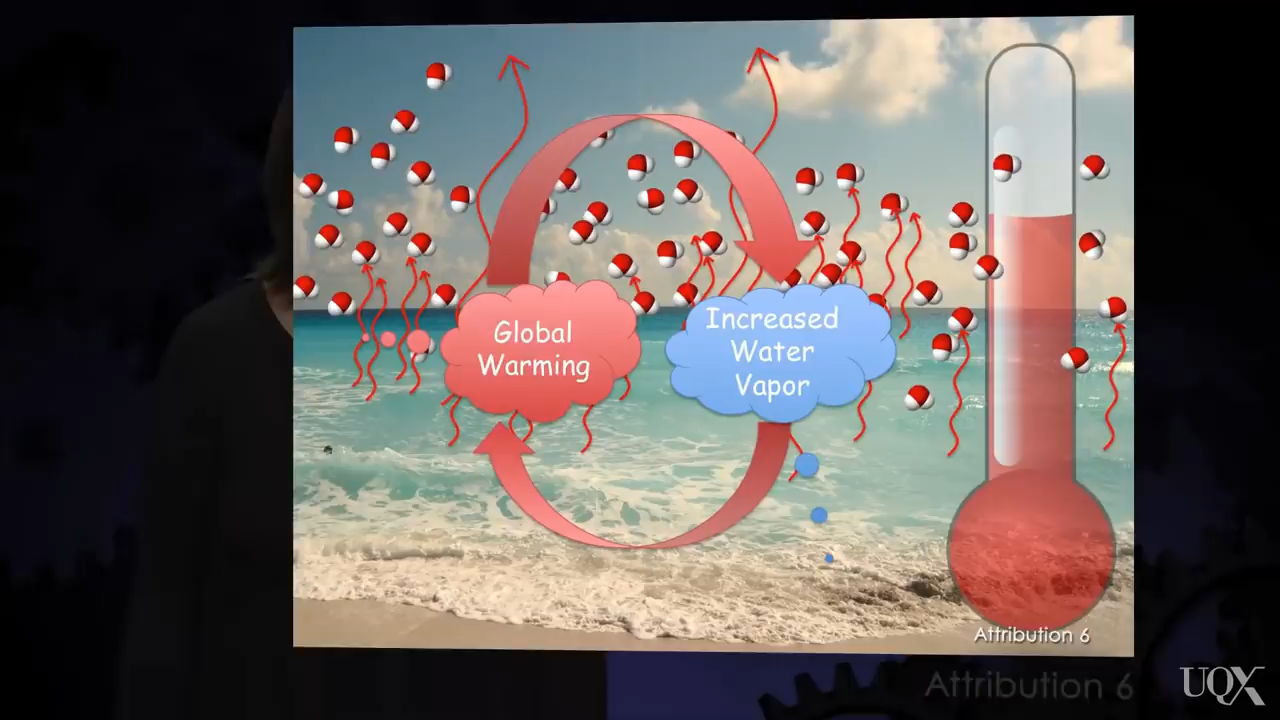 Global
Warming
Increased
Water
Vapor
Attribution 6
Attribution 6
UQX